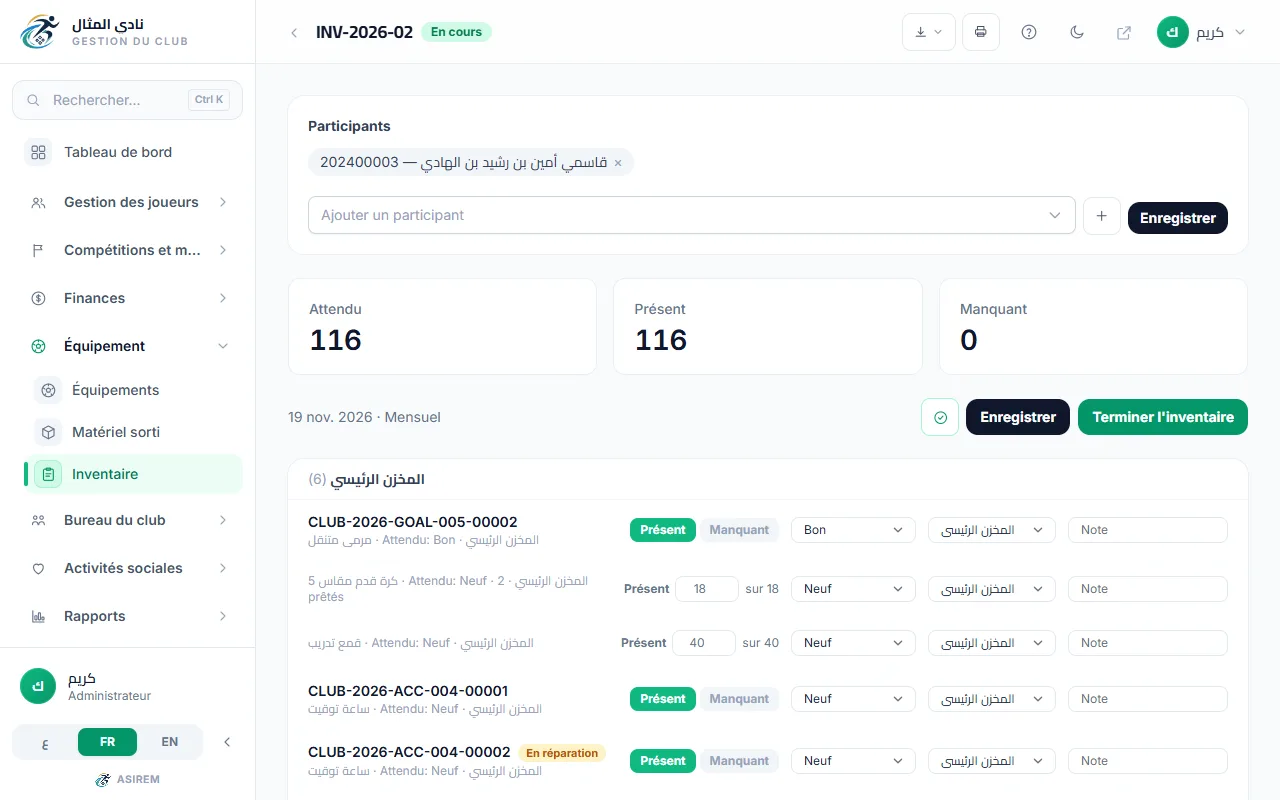 نادي المثال
GESTION DU CLUB
Rechercher...
Ctrl K
Tableau de bord
Gestion des joueurs
Compétitions et m...
Finances
Équipement
Équipements
Matériel sorti
Inventaire
Bureau du club
Activités sociales
Rapports
ك
كريم
Administrateur
ع
FR
EN
ASIREM
INV-2026-02
En cours
ك
كريم
Participants
قاسمي أمين بن رشيد بن الهادي — 202400003 ×
Ajouter un participant
+
Enregistrer
Attendu
116
Présent
116
Manquant
0
19 nov. 2026 · Mensuel
Enregistrer
Terminer l'inventaire
المخزن الرئيسي (6)
CLUB-2026-GOAL-005-00002
مرمى متنقل · Attendu: Bon · المخزن الرئيسي
Présent
Manquant
Bon
المخزن الرئيسي
Note
كرة قدم مقاس 5 · Attendu: Neuf · المخزن الرئيسي · 2
prêtés
Présent
18
sur 18
Neuf
المخزن الرئيسي
Note
قمع تدريب · Attendu: Neuf · المخزن الرئيسي
Présent
40
sur 40
Neuf
المخزن الرئيسي
Note
CLUB-2026-ACC-004-00001
ساعة توقيت · Attendu: Neuf · المخزن الرئيسي
Présent
Manquant
Neuf
المخزن الرئيسي
Note
CLUB-2026-ACC-004-00002
En réparation
ساعة توقيت · Attendu: Neuf · المخزن الرئيسي
Présent
Manquant
Neuf
المخزن الرئيسي
Note